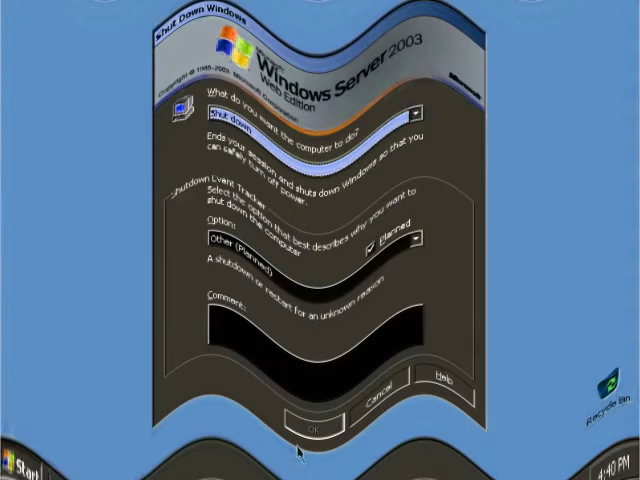 Shut Down Windows
Microsoft
Windows Server 2003
Web Edition
Copyright © 1985-2003 Microsoft Corporation
Microsoft
What do you want the computer to do?
Shut down
Ends your session and shuts down Windows so that you
can safely turn off power.
Shutdown Event Tracker
Select the option that best describes why you want to
shut down the computer
Option:
Planned
Other (Planned)
A shutdown or restart for an unknown reason
Comment:
OK
Cancel
Help
Recycle Bin
Start
4:40 PM